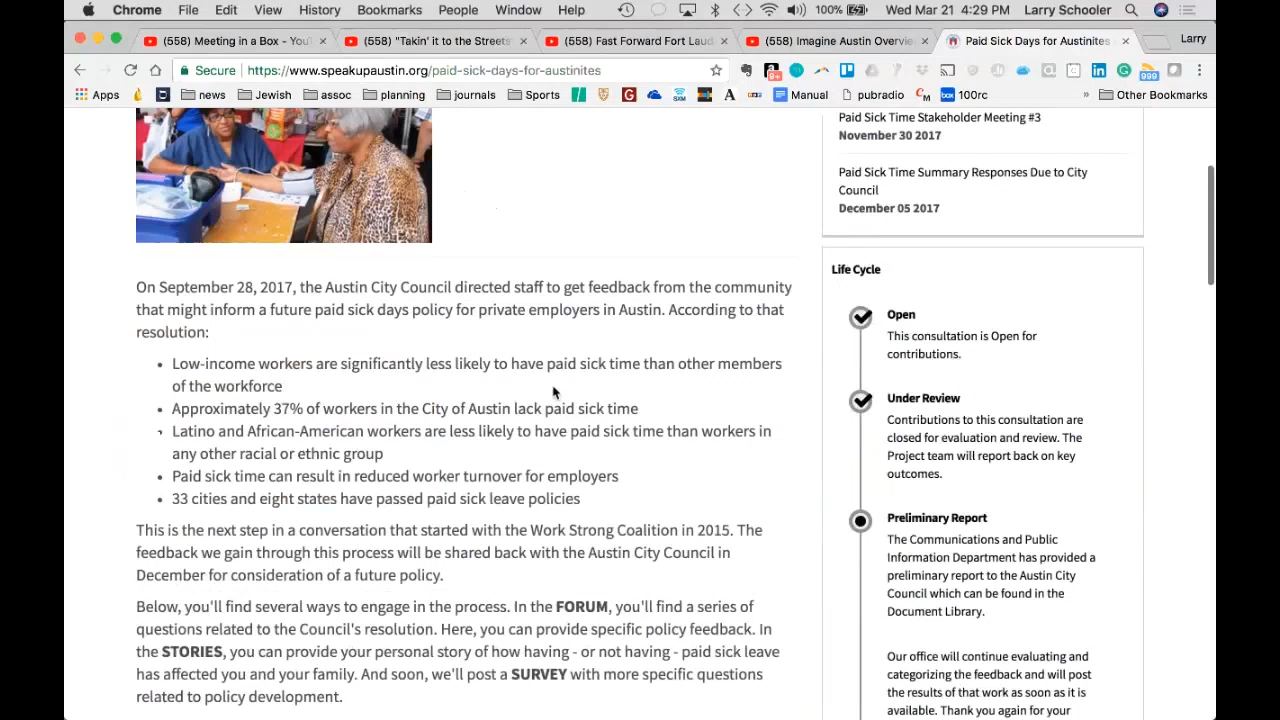 Chrome File Edit View History Bookmarks People Window Help 100% Wed Mar 21 4:29 PM Larry Schooler
(558) Meeting in a Box - You (558) "Takin' it to the Streets (558) Fast Forward Fort Laud (558) Imagine Austin Overvie Paid Sick Days for Austinites Larry
Secure https://www.speakupaustin.org/paid-sick-days-for-austinites 9+ 999
Apps news Jewish assoc planning journals Sports G SXM A Manual subradio CM box 100rc » Other Bookmarks
Paid Sick Time Stakeholder Meeting #3
November 30 2017
Paid Sick Time Summary Responses Due to City
Council
December 05 2017
On September 28, 2017, the Austin City Council directed staff to get feedback from the community
that might inform a future paid sick days policy for private employers in Austin. According to that
resolution:
Low-income workers are significantly less likely to have paid sick time than other members
of the workforce
Approximately 37% of workers in the City of Austin lack paid sick time
Latino and African-American workers are less likely to have paid sick time than workers in
any other racial or ethnic group
Paid sick time can result in reduced worker turnover for employers
33 cities and eight states have passed paid sick leave policies
This is the next step in a conversation that started with the Work Strong Coalition in 2015. The
feedback we gain through this process will be shared back with the Austin City Council in
December for consideration of a future policy.
Below, you'll find several ways to engage in the process. In the FORUM, you'll find a series of
questions related to the Council's resolution. Here, you can provide specific policy feedback. In
the STORIES, you can provide your personal story of how having - or not having - paid sick leave
has affected you and your family. And soon, we'll post a SURVEY with more specific questions
related to policy development.
Life Cycle
Open
This consultation is Open for
contributions.
Under Review
Contributions to this consultation are
closed for evaluation and review. The
Project team will report back on key
outcomes.
Preliminary Report
The Communications and Public
Information Department has provided a
preliminary report to the Austin City
Council which can be found in the
Document Library.
Our office will continue evaluating and
categorizing the feedback and will post
the results of that work as soon as it is
available. Thank you again for your